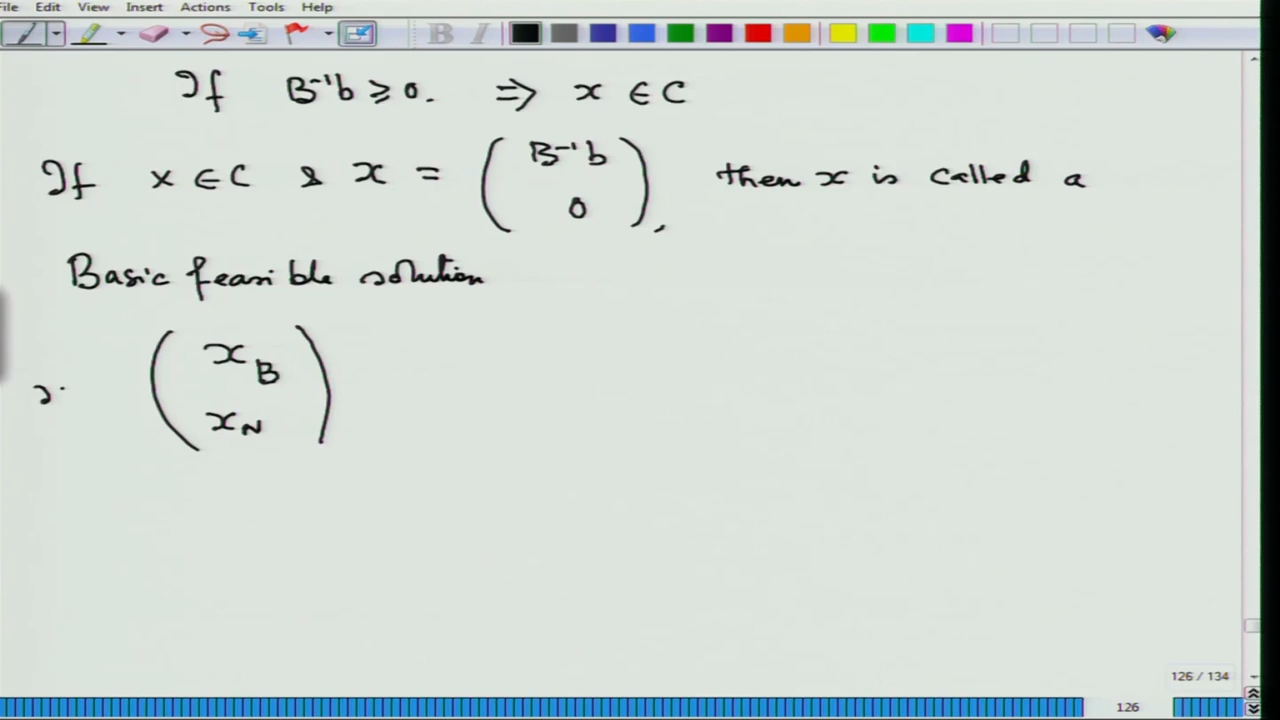 File Edit View Insert Actions Tools Help
B I
If B⁻¹b ≥ 0. ⇒ x ∈ C
If x ∈ C & x = (B⁻¹b
0), then x is called a
Basic feasible solution
(x_B
x_N)
126 / 134
126